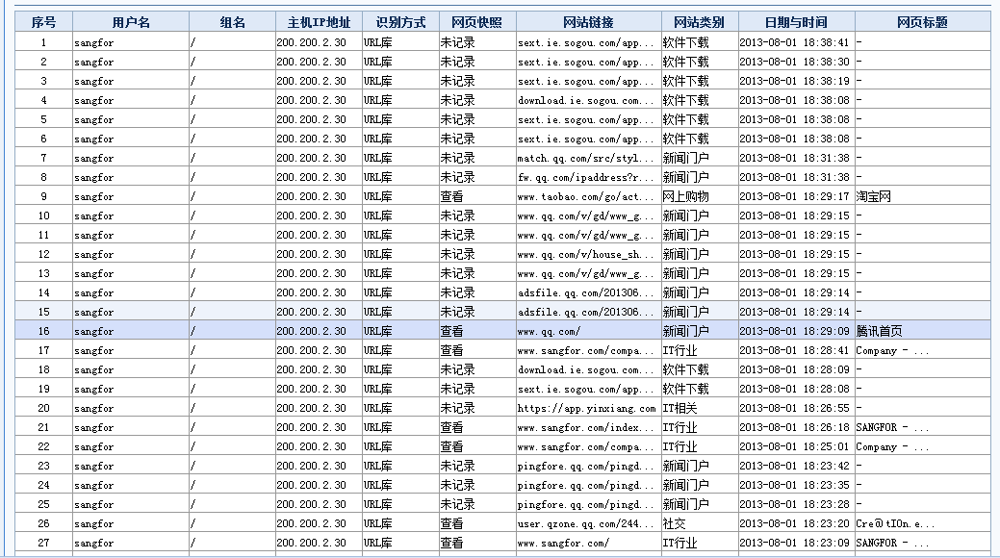 序号 用户名 组名 主机IP地址 识别方式 网页快照 网站链接 网站类别 日期与时间 网页标题
1 sangfor / 200.200.2.30 URL库 未记录 sext.ie.sogou.com/app... 软件下载 2013-08-01 18:38:41 -
2 sangfor / 200.200.2.30 URL库 未记录 sext.ie.sogou.com/app... 软件下载 2013-08-01 18:38:30 -
3 sangfor / 200.200.2.30 URL库 未记录 sext.ie.sogou.com/app... 软件下载 2013-08-01 18:38:19 -
4 sangfor / 200.200.2.30 URL库 未记录 download.ie.sogou.com... 软件下载 2013-08-01 18:38:08 -
5 sangfor / 200.200.2.30 URL库 未记录 sext.ie.sogou.com/app... 软件下载 2013-08-01 18:38:08 -
6 sangfor / 200.200.2.30 URL库 未记录 sext.ie.sogou.com/app... 软件下载 2013-08-01 18:38:08 -
7 sangfor / 200.200.2.30 URL库 未记录 match.qq.com/src/styl... 新闻门户 2013-08-01 18:31:38 -
8 sangfor / 200.200.2.30 URL库 未记录 fw.qq.com/ipaddress?r... 新闻门户 2013-08-01 18:31:38 -
9 sangfor / 200.200.2.30 URL库 查看 www.taobao.com/go/act... 网上购物 2013-08-01 18:29:17 淘宝网
10 sangfor / 200.200.2.30 URL库 未记录 www.qq.com/v/gd/www_g... 新闻门户 2013-08-01 18:29:15 -
11 sangfor / 200.200.2.30 URL库 未记录 www.qq.com/v/gd/www_g... 新闻门户 2013-08-01 18:29:15 -
12 sangfor / 200.200.2.30 URL库 未记录 www.qq.com/v/house_sh... 新闻门户 2013-08-01 18:29:15 -
13 sangfor / 200.200.2.30 URL库 未记录 www.qq.com/v/gd/www_g... 新闻门户 2013-08-01 18:29:15 -
14 sangfor / 200.200.2.30 URL库 未记录 adsfile.qq.com/201306... 新闻门户 2013-08-01 18:29:14 -
15 sangfor / 200.200.2.30 URL库 未记录 adsfile.qq.com/201306... 新闻门户 2013-08-01 18:29:14 -
16 sangfor / 200.200.2.30 URL库 查看 www.qq.com/ 新闻门户 2013-08-01 18:29:09 腾讯首页
17 sangfor / 200.200.2.30 URL库 查看 www.sangfor.com/compa... IT行业 2013-08-01 18:28:41 Company - ...
18 sangfor / 200.200.2.30 URL库 未记录 download.ie.sogou.com... 软件下载 2013-08-01 18:28:09 -
19 sangfor / 200.200.2.30 URL库 未记录 sext.ie.sogou.com/app... 软件下载 2013-08-01 18:28:08 -
20 sangfor / 200.200.2.30 URL库 未记录 https://app.yinxiang.com IT相关 2013-08-01 18:26:55 -
21 sangfor / 200.200.2.30 URL库 查看 www.sangfor.com/index... IT行业 2013-08-01 18:26:18 SANGFOR - ...
22 sangfor / 200.200.2.30 URL库 查看 www.sangfor.com/compa... IT行业 2013-08-01 18:25:01 Company - ...
23 sangfor / 200.200.2.30 URL库 未记录 pingfore.qq.com/pingd... 新闻门户 2013-08-01 18:23:42 -
24 sangfor / 200.200.2.30 URL库 未记录 pingfore.qq.com/pingd... 新闻门户 2013-08-01 18:23:35 -
25 sangfor / 200.200.2.30 URL库 未记录 pingfore.qq.com/pingd... 新闻门户 2013-08-01 18:23:28 -
26 sangfor / 200.200.2.30 URL库 查看 user.qzone.qq.com/244... 社交 2013-08-01 18:23:20 Cre@tIOn.e...
27 sangfor / 200.200.2.30 URL库 查看 www.sangfor.com/ IT行业 2013-08-01 18:23:09 SANGFOR - ...